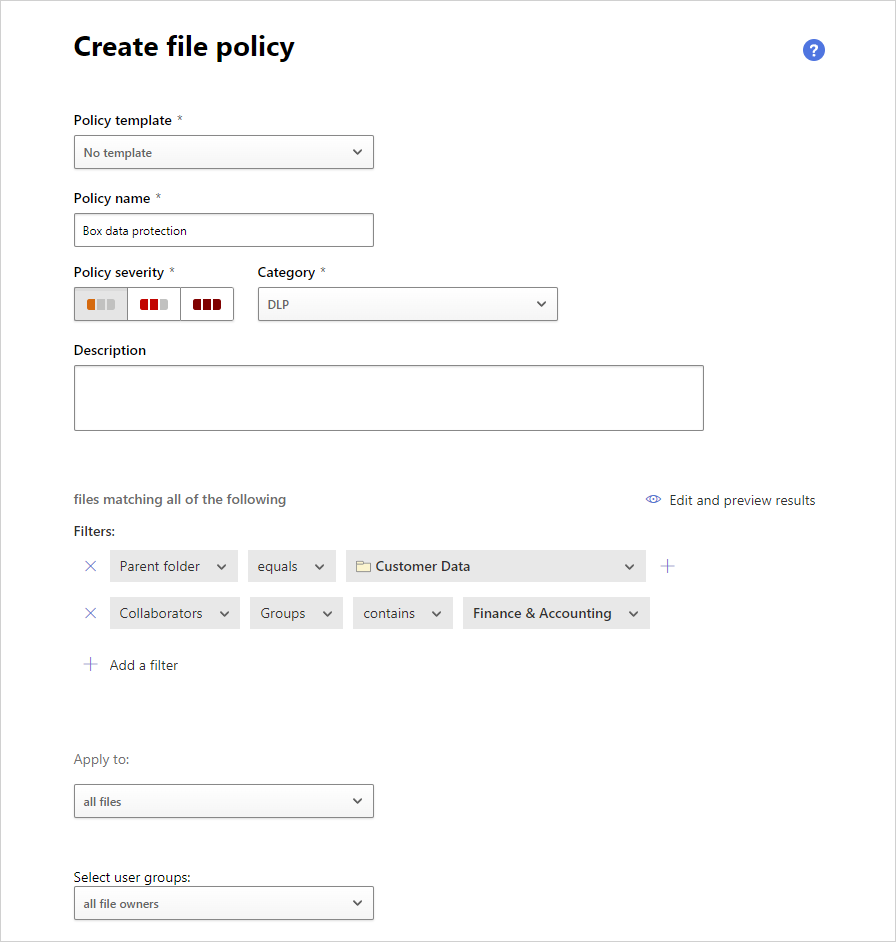 Create file policy
?
Policy template *
No template
Policy name *
Box data protection
Policy severity * Category *
DLP
Description
files matching all of the following Edit and preview results
Filters:
Parent folder equals Customer Data
Collaborators Groups contains Finance & Accounting
Add a filter
Apply to:
all files
Select user groups:
all file owners